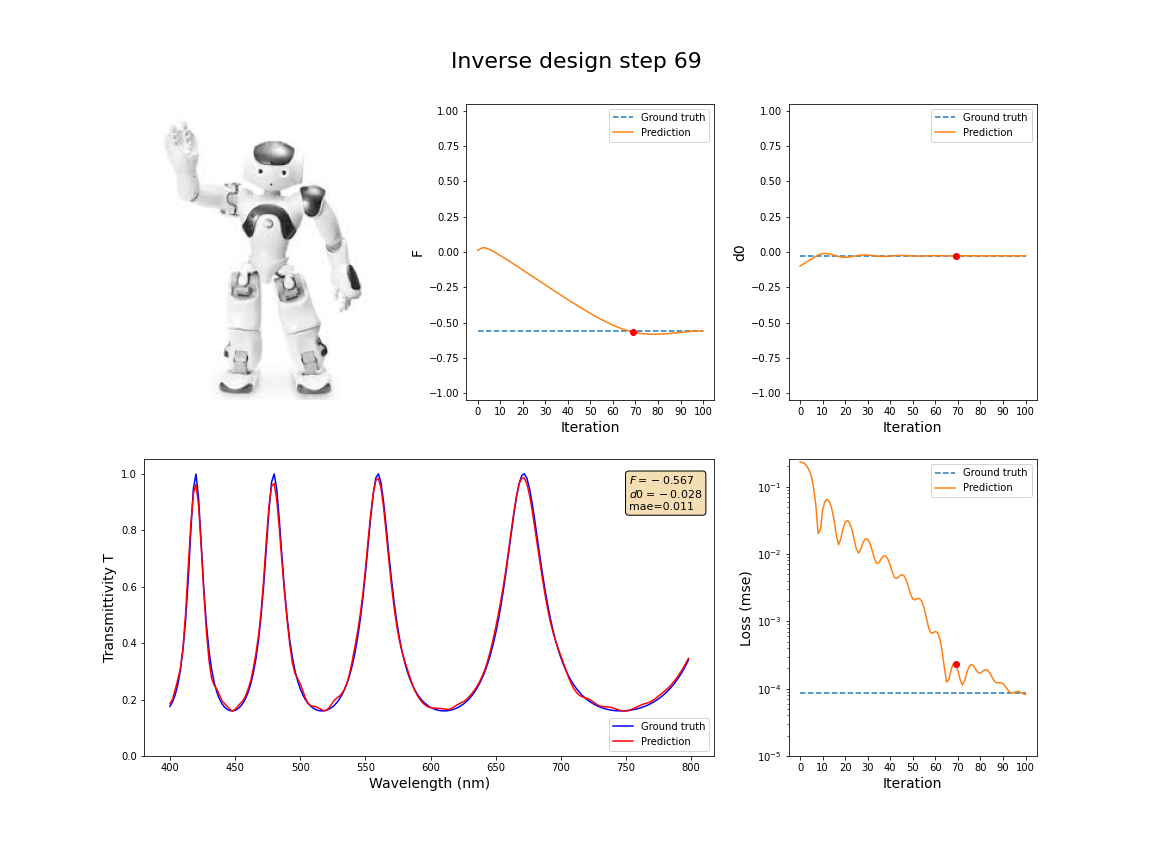 Inverse design step 69
1.00
0.75
0.50
0.25
0.00
−0.25
−0.50
−0.75
−1.00
F
0 10 20 30 40 50 60 70 80 90 100
Iteration
Ground truth
Prediction
1.00
0.75
0.50
0.25
0.00
−0.25
−0.50
−0.75
−1.00
d0
0 10 20 30 40 50 60 70 80 90 100
Iteration
Ground truth
Prediction
1.0
0.8
0.6
0.4
0.2
0.0
Transmittivity T
400 450 500 550 600 650 700 750 800
Wavelength (nm)
F = − 0.567
d0 = − 0.028
mae=0.011
Ground truth
Prediction
10⁻¹
10⁻²
10⁻³
10⁻⁴
10⁻⁵
Loss (mse)
0 10 20 30 40 50 60 70 80 90 100
Iteration
Ground truth
Prediction